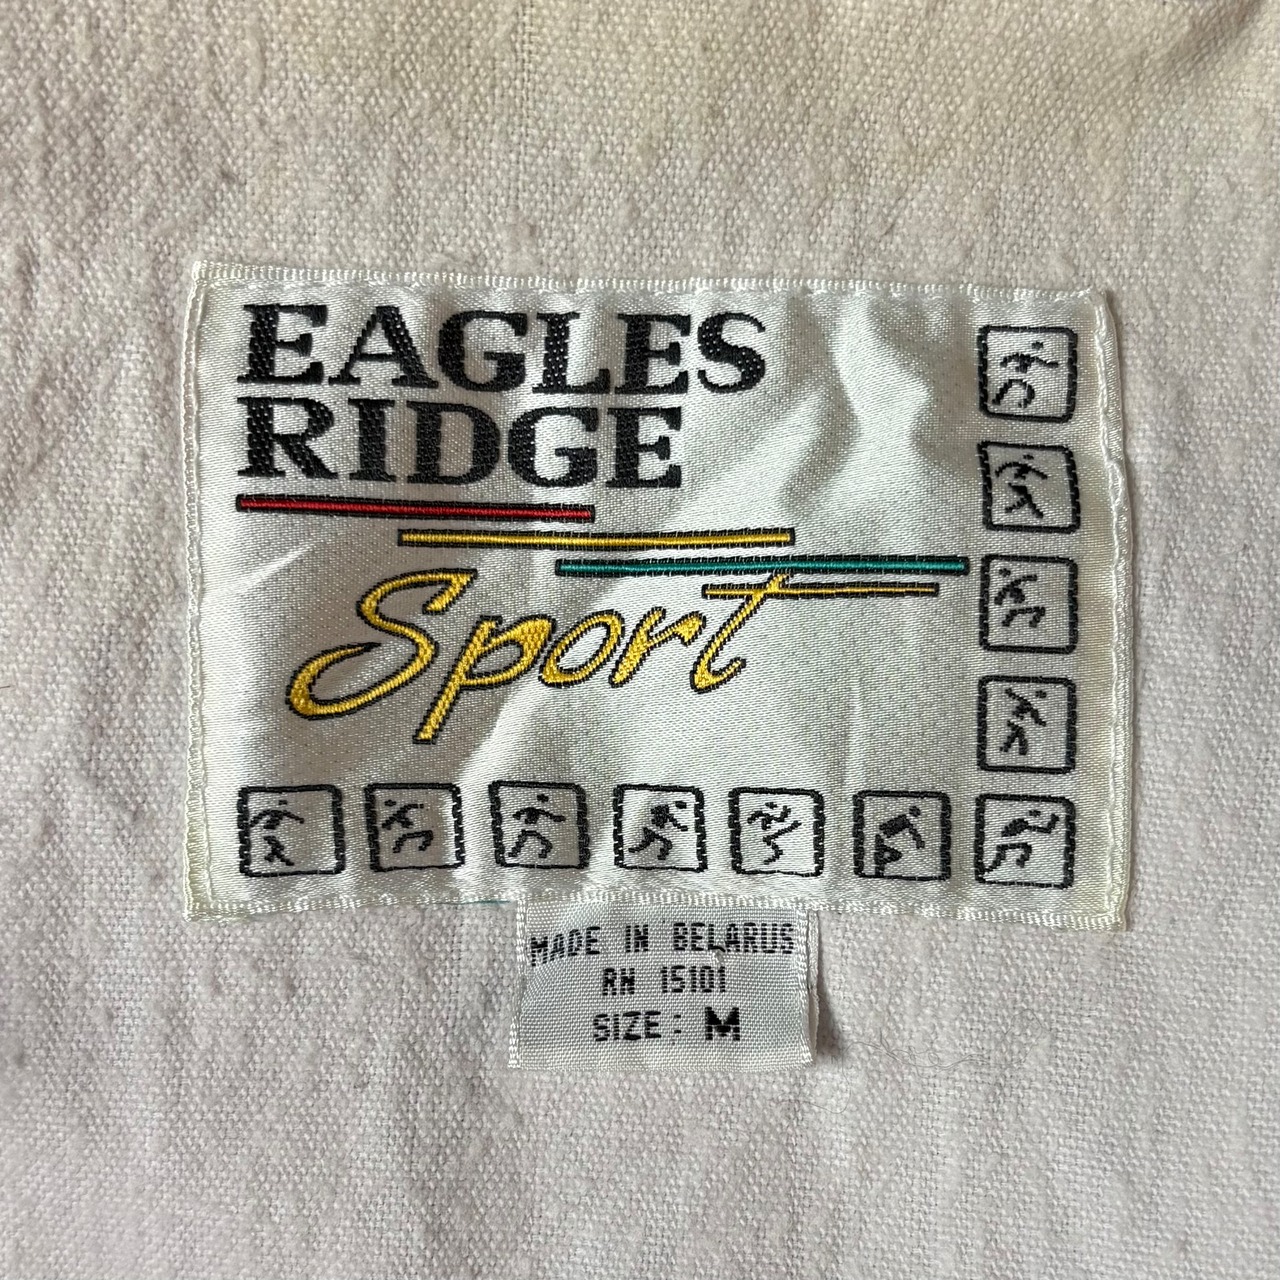 EAGLES
RIDGE
Sport
MADE IN BELARUS
RN 15101
SIZE: M